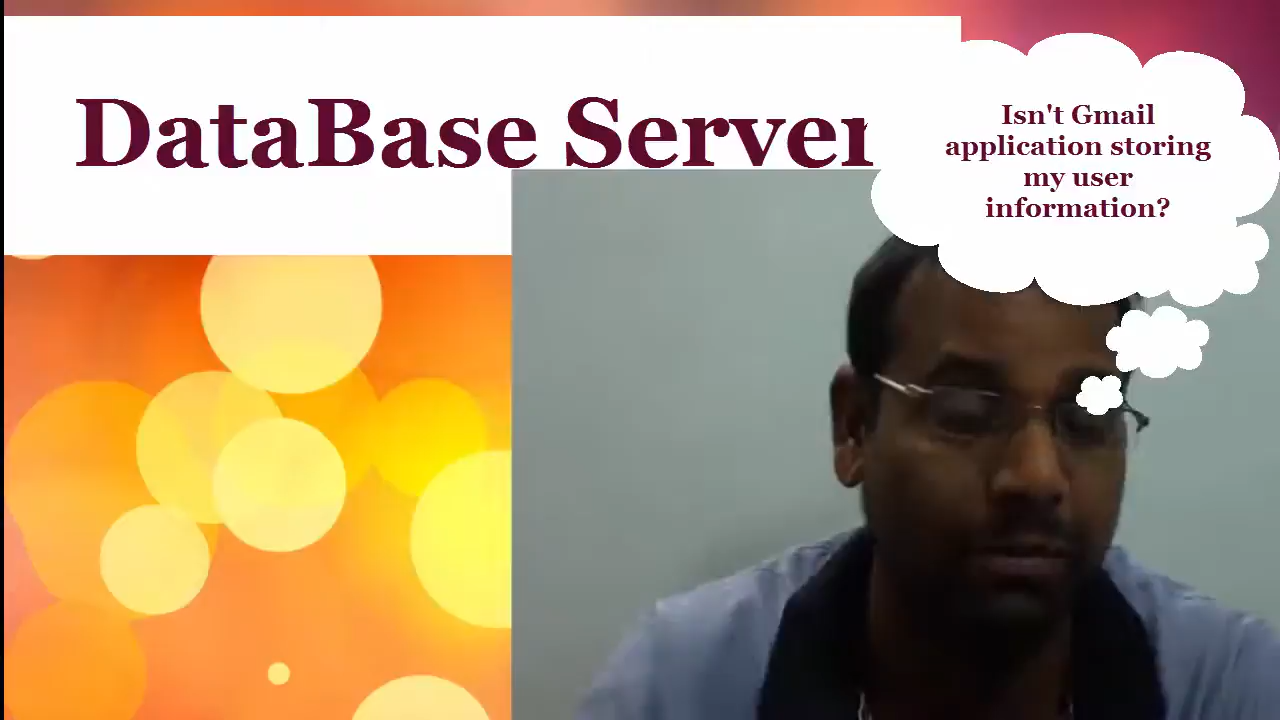 DataBase Server
Isn't Gmail
application storing
my user
information?